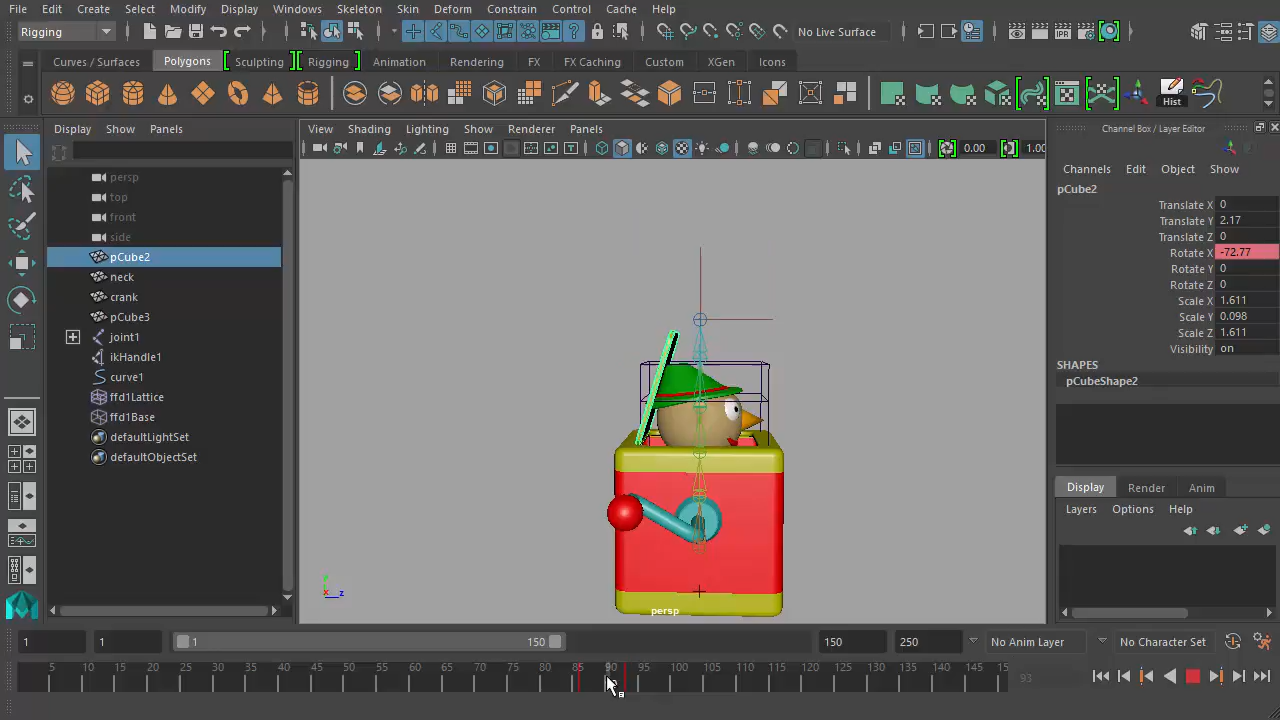 File Edit Create Select Modify Display Windows Skeleton Skin Deform Constrain Control Cache Help
Rigging No Live Surface
Curves / Surfaces Polygons Sculpting Rigging Animation Rendering FX FX Caching Custom XGen Icons
Hist
Display Show Panels View Shading Lighting Show Renderer Panels Channel Box / Layer Editor
0.00 1.00
Channels Edit Object Show
persp
top
front
side
pCube2
neck
crank
pCube3
joint1
ikHandle1
curve1
ffd1Lattice
ffd1Base
defaultLightSet
defaultObjectSet
y
x z
persp
pCube2
Translate X 0
Translate Y 2.17
Translate Z 0
Rotate X -72.77
Rotate Y 0
Rotate Z 0
Scale X 1.611
Scale Y 0.098
Scale Z 1.611
Visibility on
SHAPES
pCubeShape2
Display Render Anim
Layers Options Help
1 1 1 150 150 250 No Anim Layer No Character Set
5 10 15 20 25 30 35 40 45 50 55 60 65 70 75 80 85 90 95 100 105 110 115 120 125 130 135 140 145 150
93